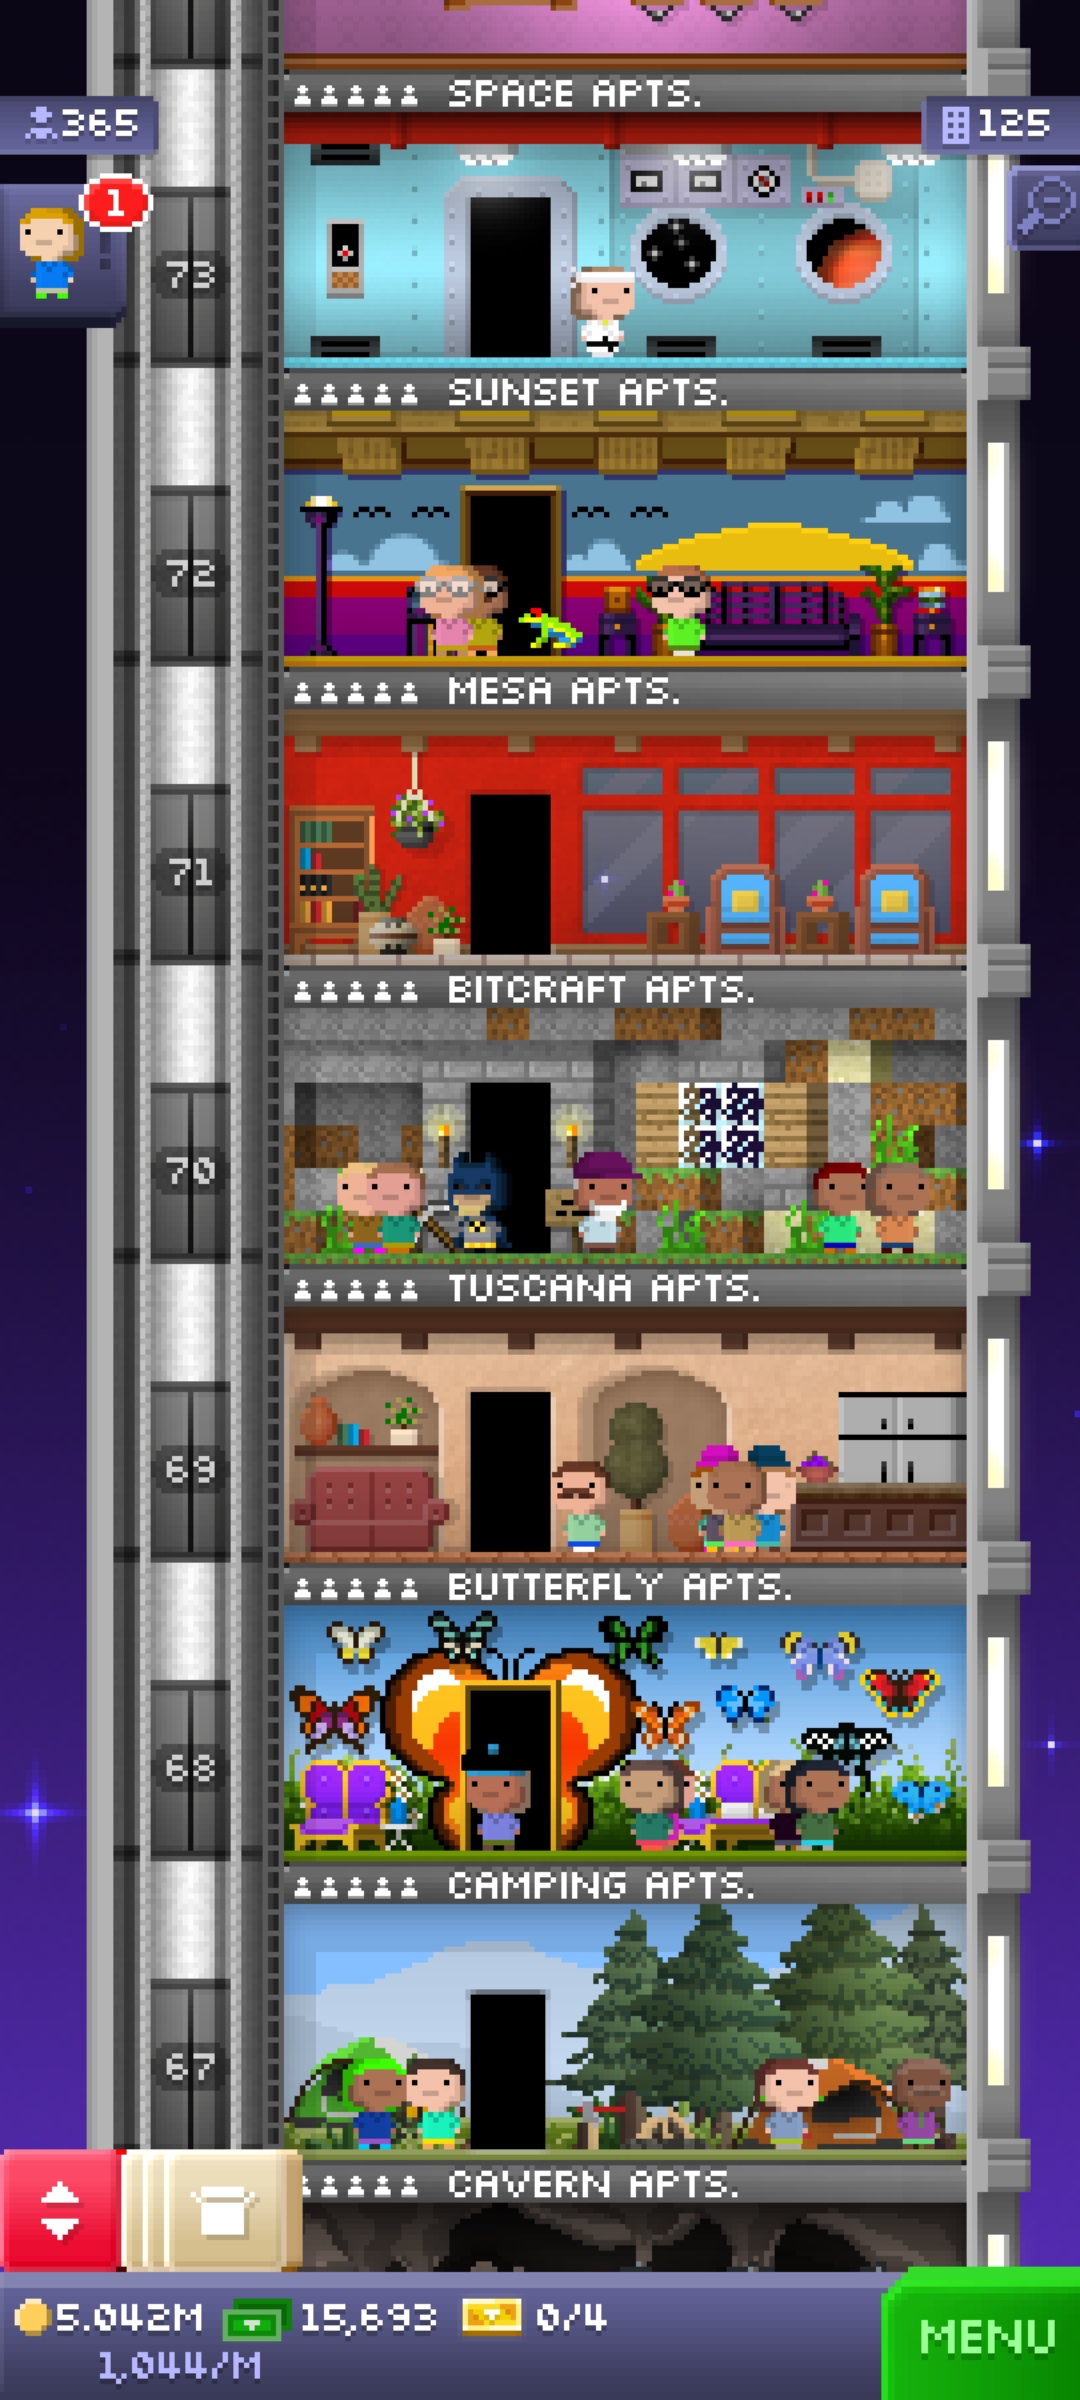 SPACE APTS.
365
125
1
73
SUNSET APTS.
72
MESA APTS.
71
BITCRAFT APTS.
70
TUSCANA APTS.
69
BUTTERFLY APTS.
68
CAMPING APTS.
67
CAVERN APTS.
5.042M 15,693 0/4
1,044/M
MENU